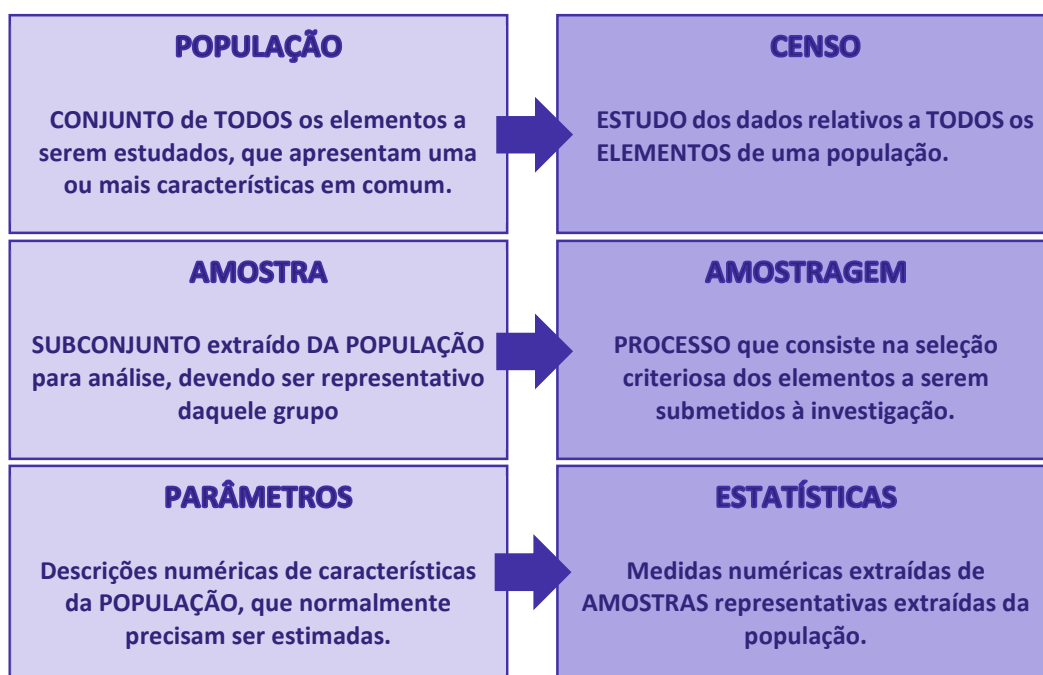 POPULAÇÃO
CONJUNTO de TODOS os elementos a
serem estudados, que apresentam uma
ou mais características em comum.
CENSO
ESTUDO dos dados relativos a TODOS os
ELEMENTOS de uma população.
AMOSTRA
SUBCONJUNTO extraído DA POPULAÇÃO
para análise, devendo ser representativo
daquele grupo
AMOSTRAGEM
PROCESSO que consiste na seleção
criteriosa dos elementos a serem
submetidos à investigação.
PARÂMETROS
Descrições numéricas de características
da POPULAÇÃO, que normalmente
precisam ser estimadas.
ESTATÍSTICAS
Medidas numéricas extraídas de
AMOSTRAS representativas extraídas da
população.